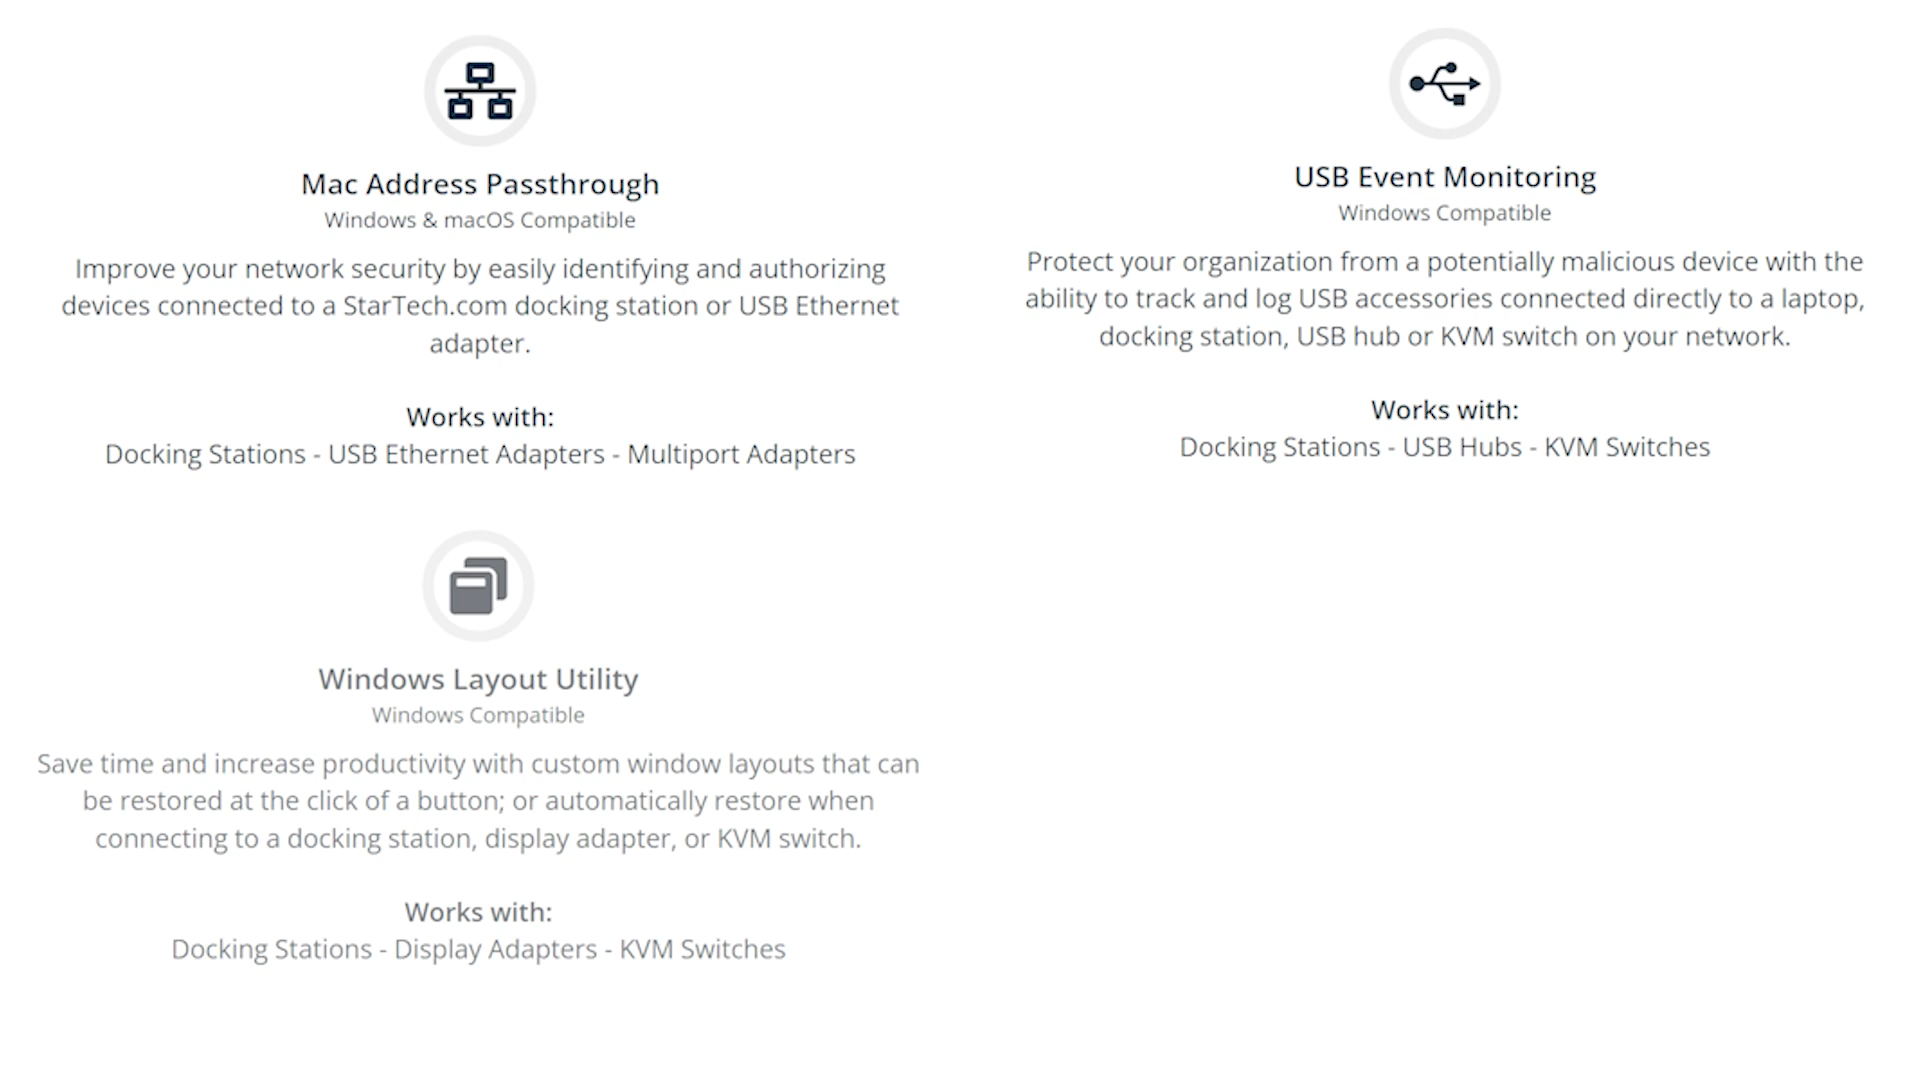 Mac Address Passthrough
Windows & macOS Compatible
Improve your network security by easily identifying and authorizing
devices connected to a StarTech.com docking station or USB Ethernet
adapter.
Works with:
Docking Stations - USB Ethernet Adapters - Multiport Adapters
USB Event Monitoring
Windows Compatible
Protect your organization from a potentially malicious device with the
ability to track and log USB accessories connected directly to a laptop,
docking station, USB hub or KVM switch on your network.
Works with:
Docking Stations - USB Hubs - KVM Switches
Windows Layout Utility
Windows Compatible
Save time and increase productivity with custom window layouts that can
be restored at the click of a button; or automatically restore when
connecting to a docking station, display adapter, or KVM switch.
Works with:
Docking Stations - Display Adapters - KVM Switches